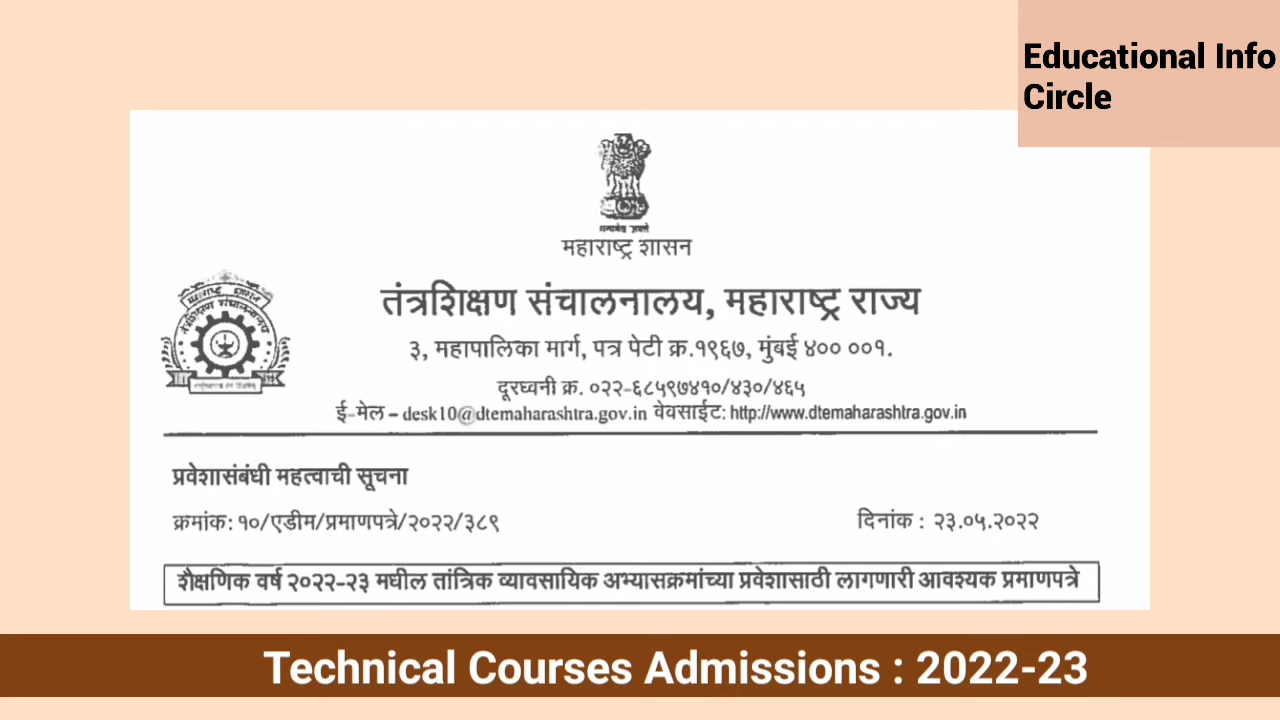 Educational Info
Circle
महाराष्ट्र शासन
तंत्रशिक्षण संचालनालय, महाराष्ट्र राज्य
३, महापालिका मार्ग, पत्र पेटी क्र.१९६७, मुंबई ४०० ००१.
दूरध्वनी क्र. ०२२-६८५९७४१०/४३०/४६५
ई-मेल – desk10@dtemaharashtra.gov.in वेवसाईट: http://www.dtemaharashtra.gov.in
प्रवेशासंबंधी महत्वाची सूचना
क्रमांक: १०/एडीम/प्रमाणपत्रे/२०२२/३८९
दिनांक : २३.०५.२०२२
शैक्षणिक वर्ष २०२२-२३ मधील तांत्रिक व्यावसायिक अभ्यासक्रमांच्या प्रवेशासाठी लागणारी आवश्यक प्रमाणपत्रे
Technical Courses Admissions : 2022-23